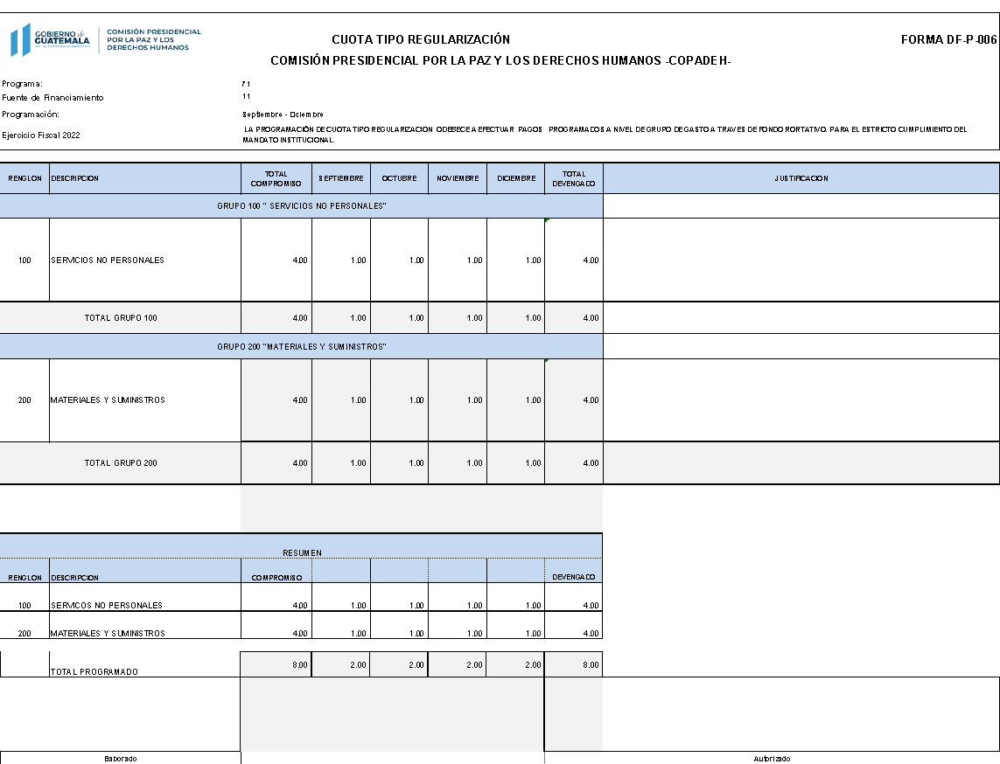 GOBIERNO de
GUATEMALA
COMISIÓN PRESIDENCIAL
POR LA PAZ Y LOS
DERECHOS HUMANOS
CUOTA TIPO REGULARIZACIÓN
FORMA DF-P-006
COMISIÓN PRESIDENCIAL POR LA PAZ Y LOS DERECHOS HUMANOS -COPADEH-
Programa: 71
Fuente de Financiamiento 11
Programación: Septiembre - Diciembre
Ejercicio Fiscal 2022
LA PROGRAMACIÓN DE CUOTA TIPO REGULARIZACION ODEBECE A EFECTUAR PAGOS PROGRAMADOS A NIVEL DE GRUPO DE GASTO A TRAVES DE FONDO RORTATIVO. PARA EL ESTRICTO CUMPLIMIENTO DEL
MANDATO INSTITUCIONAL.
RENGLON DESCRIPCION TOTAL COMPROMISO SEPTIEMBRE OCTUBRE NOVIEMBRE DICIEMBRE TOTAL DEVENGADO JUSTIFICACION
GRUPO 100 " SERVICIOS NO PERSONALES"
100 SERVICIOS NO PERSONALES 4.00 1.00 1.00 1.00 1.00 4.00
TOTAL GRUPO 100 4.00 1.00 1.00 1.00 1.00 4.00
GRUPO 200 "MATERIALES Y SUMINISTROS"
200 MATERIALES Y SUMINISTROS 4.00 1.00 1.00 1.00 1.00 4.00
TOTAL GRUPO 200 4.00 1.00 1.00 1.00 1.00 4.00
RESUMEN
RENGLON DESCRIPCION COMPROMISO DEVENGADO
100 SERVICOS NO PERSONALES 4.00 1.00 1.00 1.00 1.00 4.00
200 MATERIALES Y SUMINISTROS 4.00 1.00 1.00 1.00 1.00 4.00
TOTAL PROGRAMADO 8.00 2.00 2.00 2.00 2.00 8.00
Elaborado Autorizado